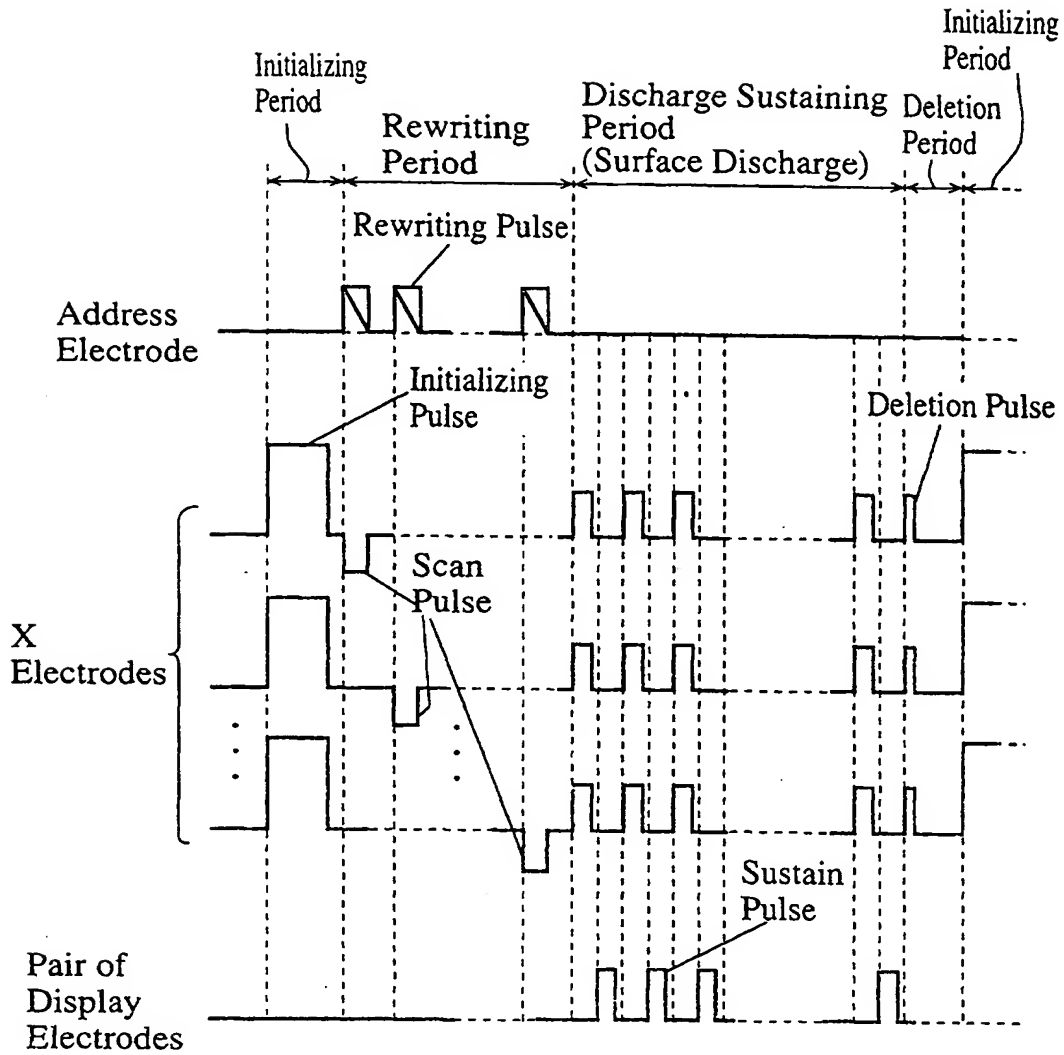 Initializing
Period
Initializing
Period
Rewriting
Period
Discharge Sustaining
Period
(Surface Discharge)
Deletion
Period
Rewriting Pulse
Address
Electrode
Initializing
Pulse
Deletion Pulse
Scan
Pulse
X
Electrodes
Sustain
Pulse
Pair of
Display
Electrodes